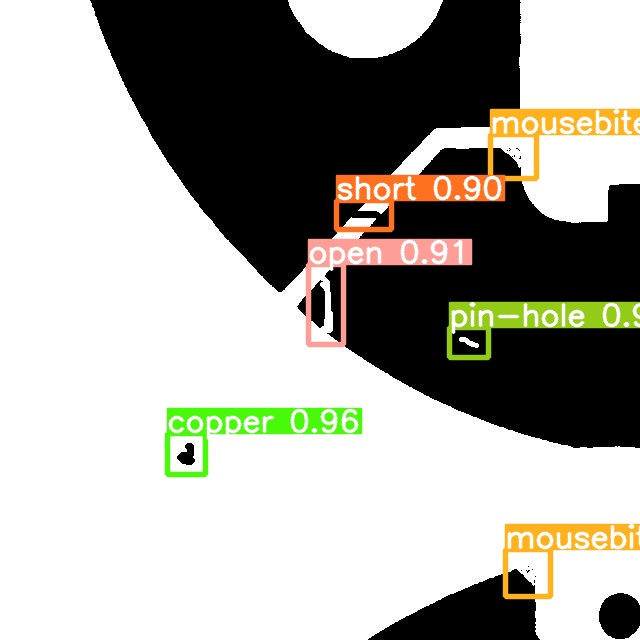 mousebite
short 0.90
open 0.91
pin-hole 0.9
copper 0.96
mousebit